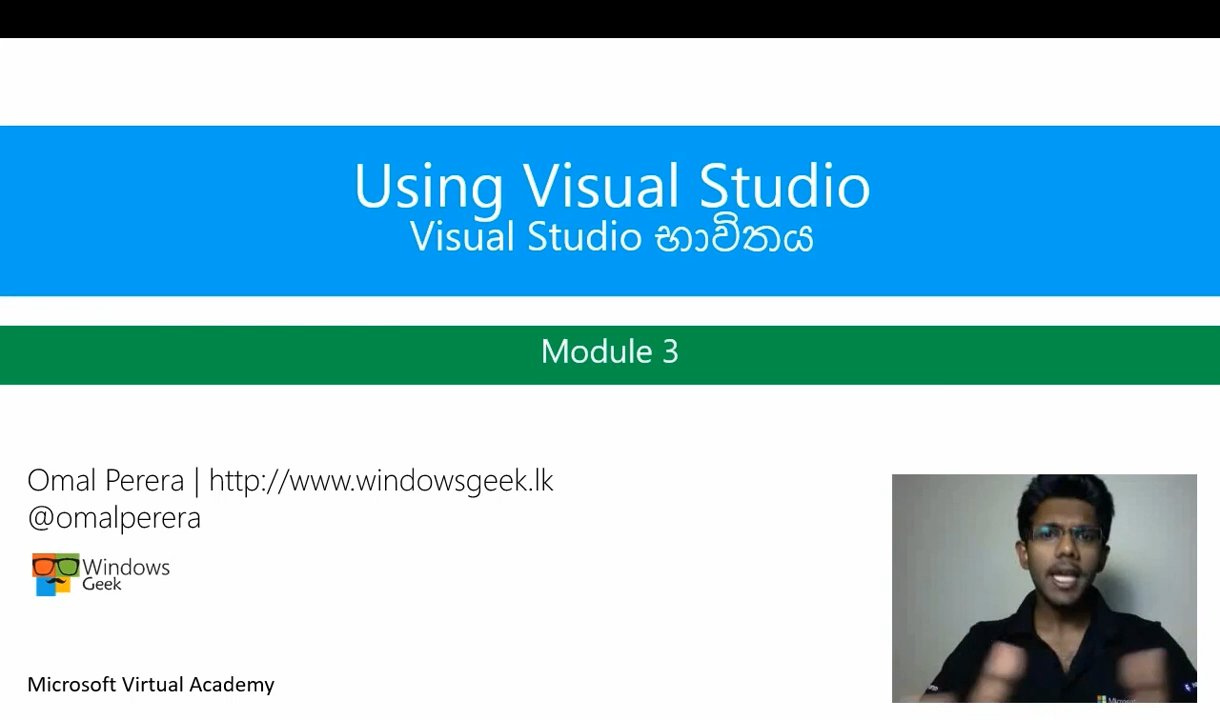 Using Visual Studio
Visual Studio භාවිතය
Module 3
Omal Perera | http://www.windowsgeek.lk
@omalperera
Windows
Geek
Microsoft Virtual Academy